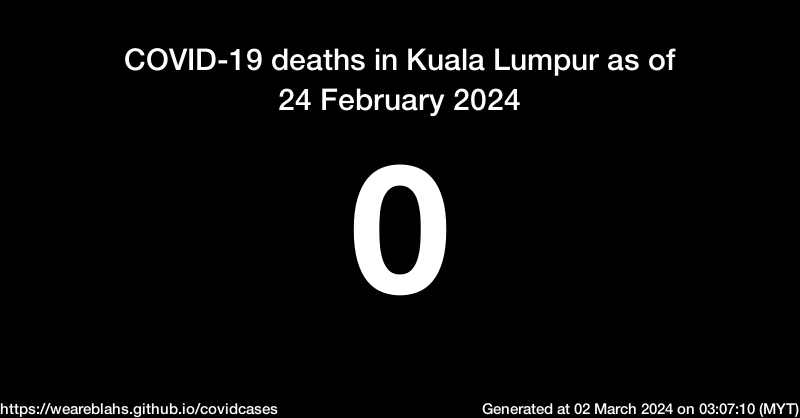 COVID-19 deaths in Kuala Lumpur as of
24 February 2024
0
https://weareblahs.github.io/covidcases
Generated at 02 March 2024 on 03:07:10 (MYT)